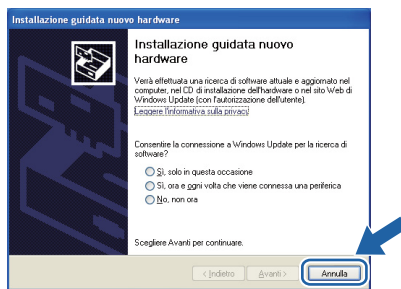 Installazione guidata nuovo hardware
Installazione guidata nuovo
hardware
Verrà effettuata una ricerca di software attuale e aggiornato nel
computer, nel CD di installazione dell'hardware o nel sito Web di
Windows Update (con l'autorizzazione dell'utente).
Leggere l'informativa sulla privacy
Consentire la connessione a Windows Update per la ricerca di
software?
Sì, solo in questa occasione
Sì, ora e ogni volta che viene connessa una periferica
No, non ora
Scegliere Avanti per continuare.
< Indietro Avanti > Annulla